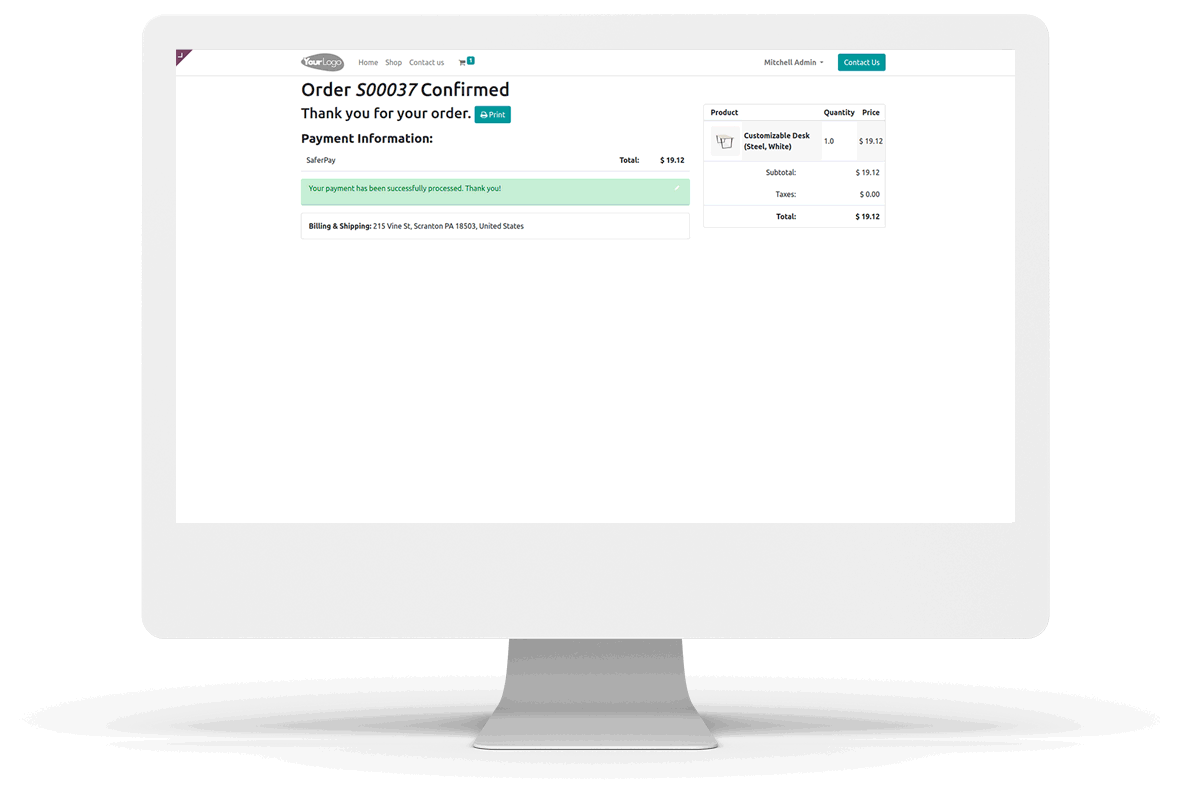 YourLogo Home Shop Contact us 1 Mitchell Admin Contact Us
Order S00037 Confirmed
Thank you for your order. Print
Payment Information:
SaferPay Total: $ 19.12
Your payment has been successfully processed. Thank you!
Billing & Shipping: 215 Vine St, Scranton PA 18503, United States
Product Quantity Price
Customizable Desk
(Steel, White) 1.0 $ 19.12
Subtotal: $ 19.12
Taxes: $ 0.00
Total: $ 19.12